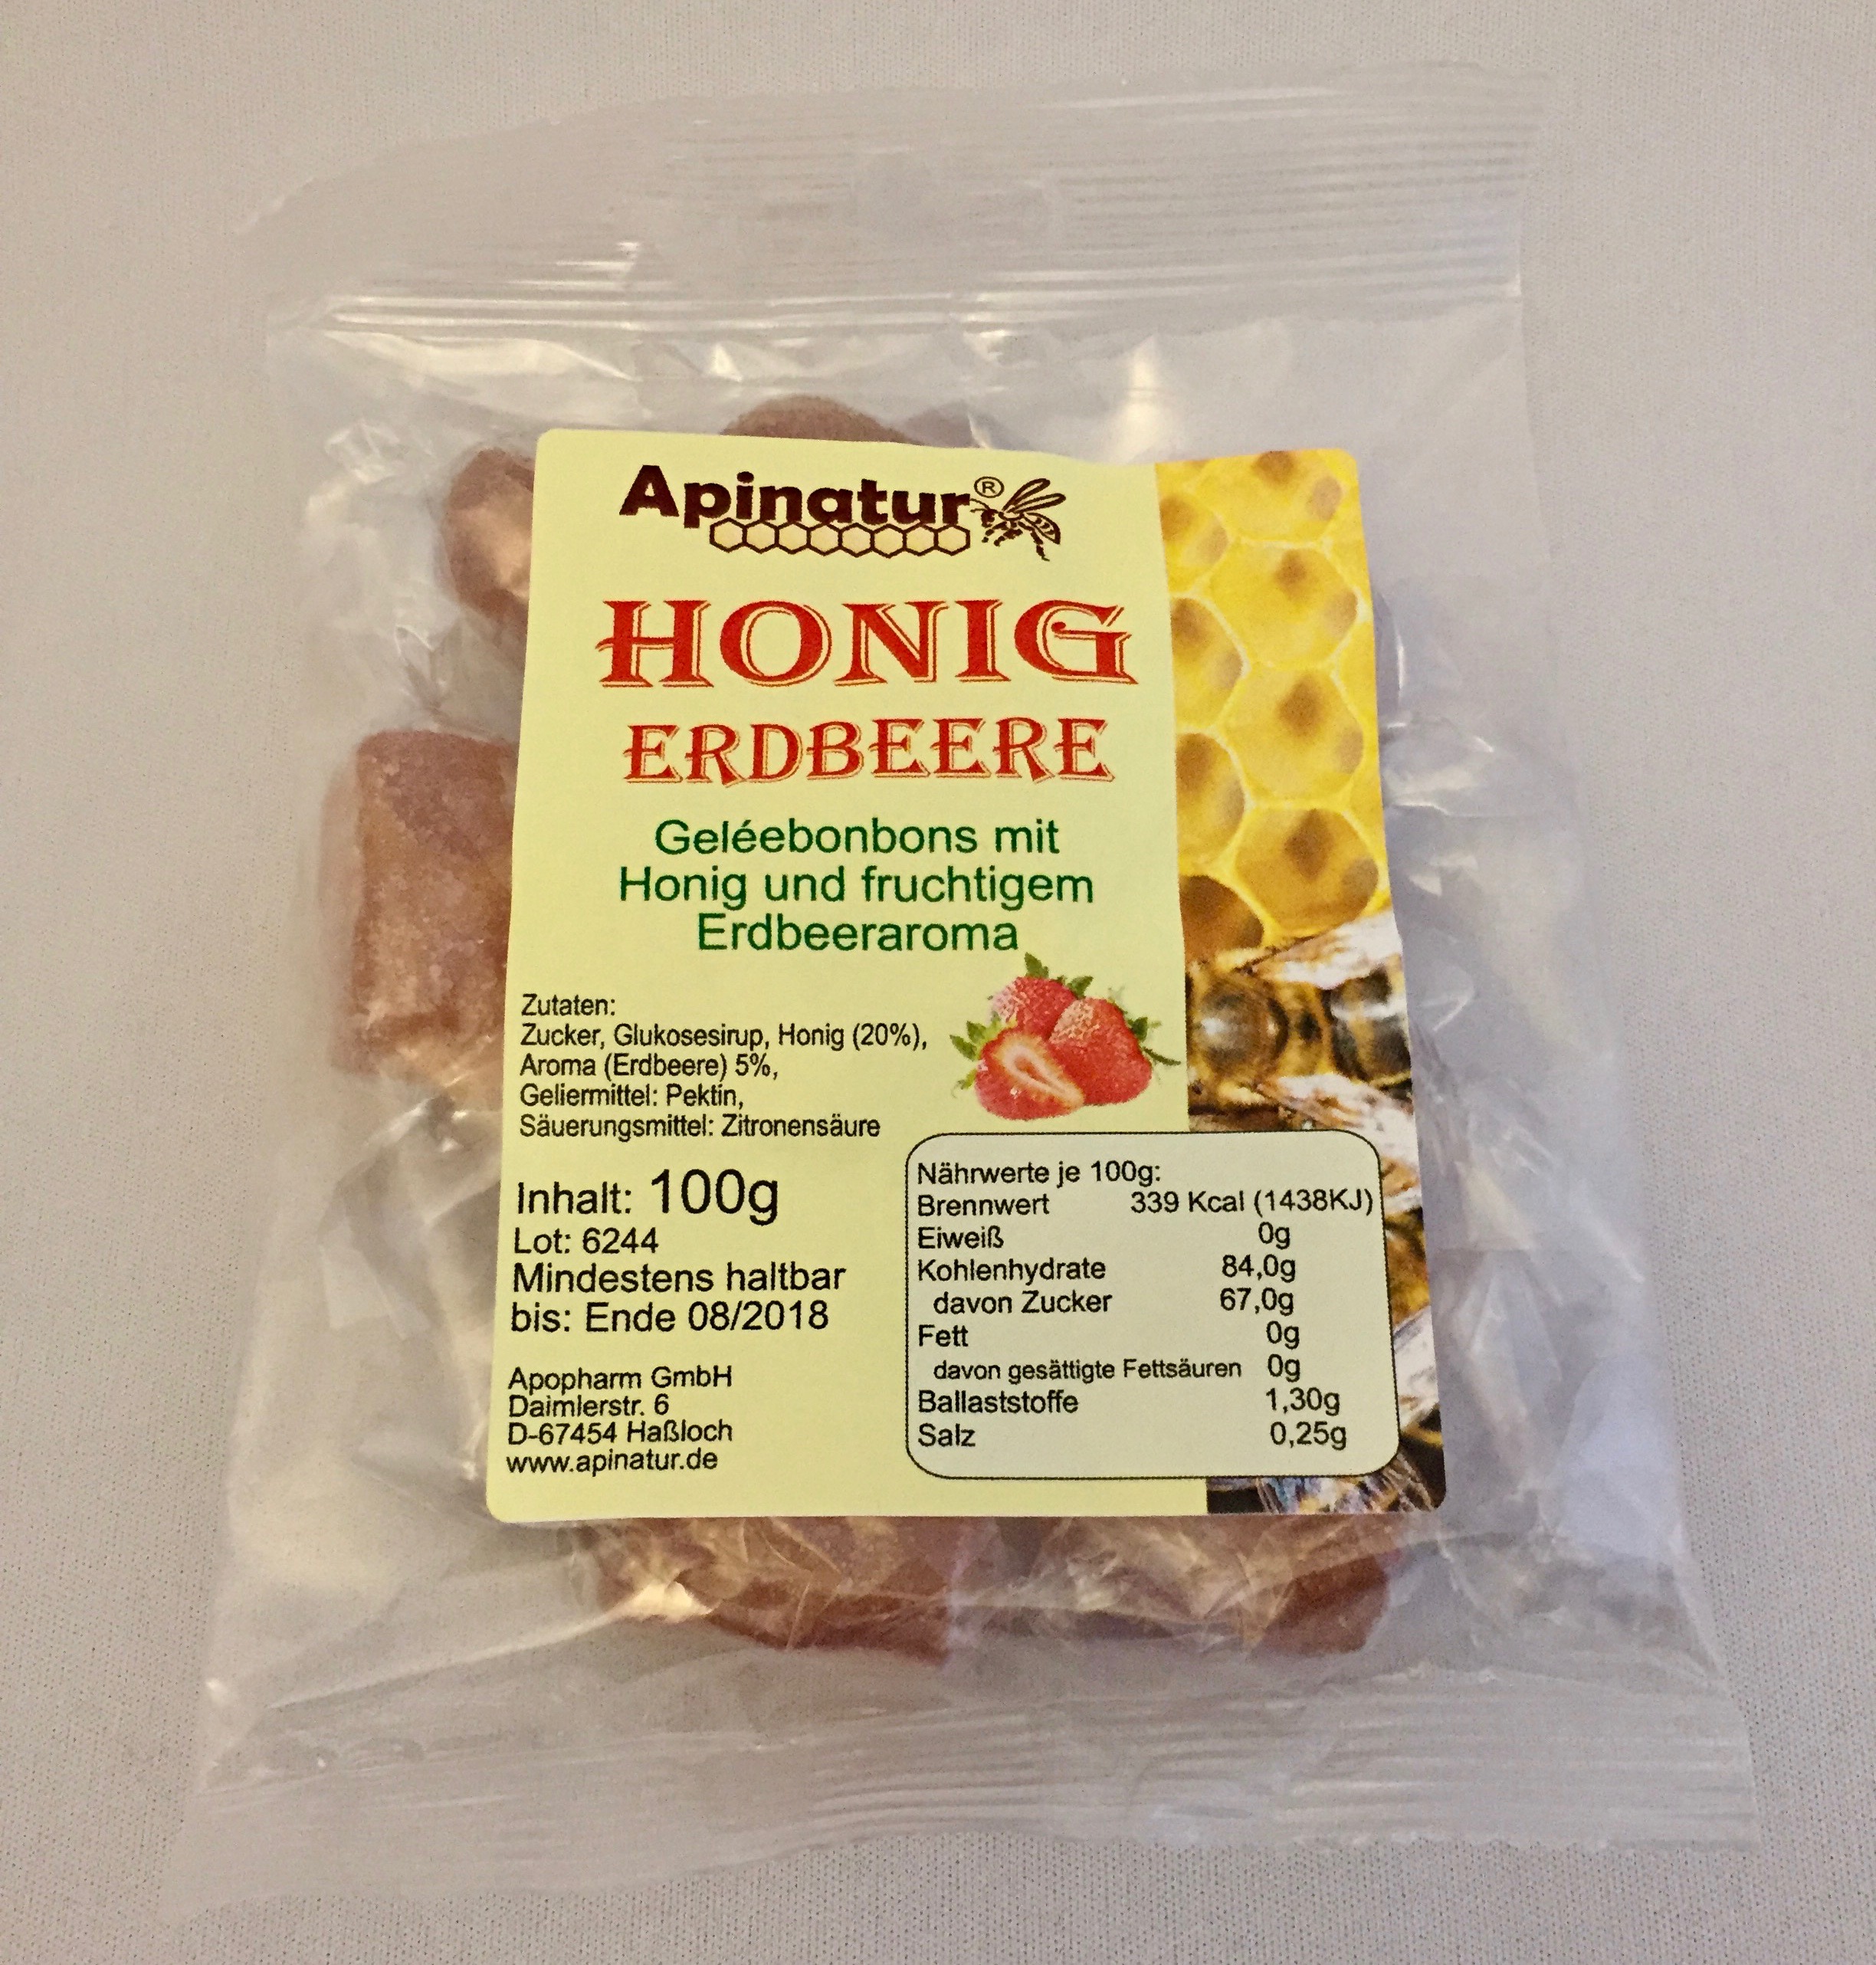 Apinatur®
HONIG
ERDBEERE
Geléebonbons mit
Honig und fruchtigem
Erdbeeraroma
Zutaten:
Zucker, Glukosesirup, Honig (20%),
Aroma (Erdbeere) 5%,
Geliermittel: Pektin,
Säuerungsmittel: Zitronensäure
Inhalt: 100g
Lot: 6244
Mindestens haltbar
bis: Ende 08/2018
Apopharm GmbH
Daimlerstr. 6
D-67454 Haßloch
www.apinatur.de
Nährwerte je 100g:
Brennwert 339 Kcal (1438KJ)
Eiweiß 0g
Kohlenhydrate 84,0g
davon Zucker 67,0g
Fett 0g
davon gesättigte Fettsäuren 0g
Ballaststoffe 1,30g
Salz 0,25g